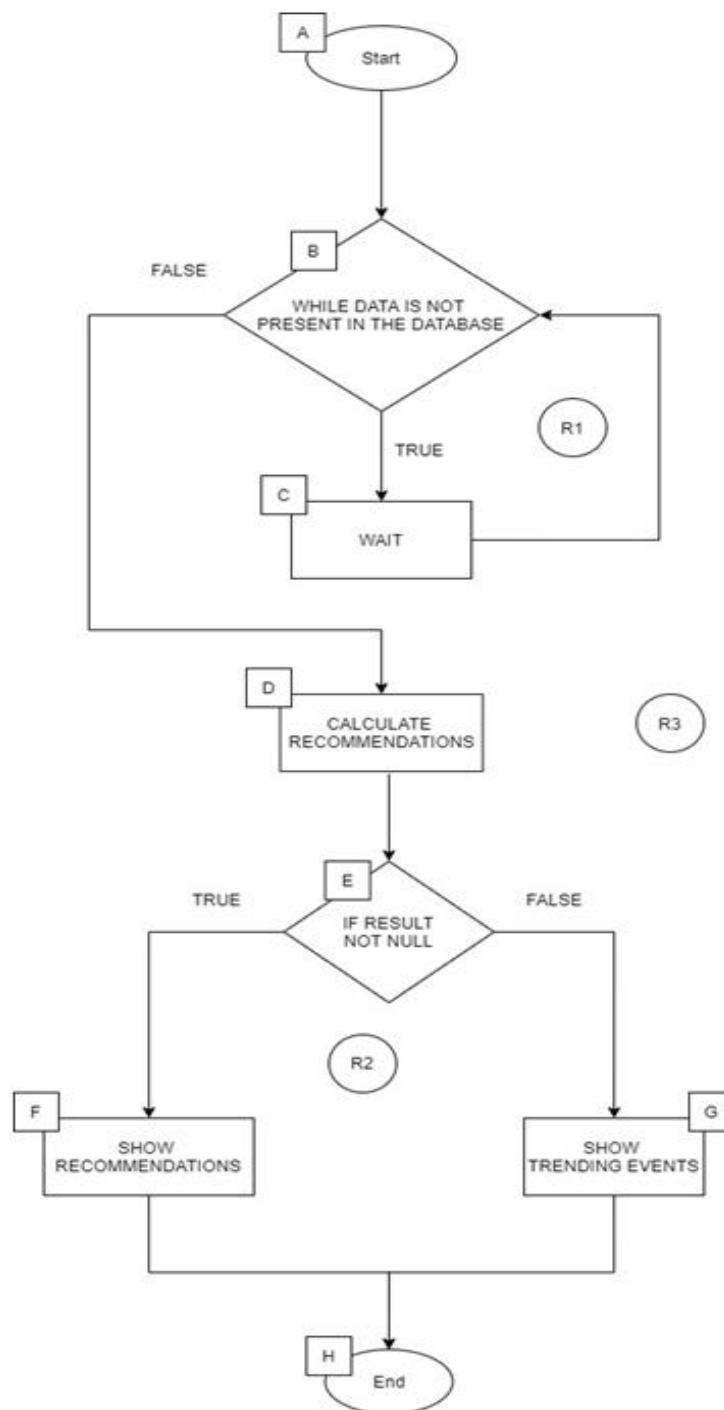 A
Start
B
FALSE
WHILE DATA IS NOT
PRESENT IN THE DATABASE
R1
TRUE
C
WAIT
D
CALCULATE
RECOMMENDATIONS
R3
E
TRUE
FALSE
IF RESULT
NOT NULL
R2
F
SHOW
RECOMMENDATIONS
G
SHOW
TRENDING EVENTS
H
End